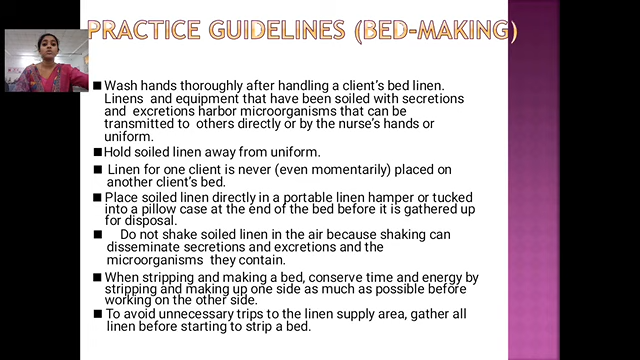 PRACTICE GUIDELINES (BED-MAKING)
Wash hands thoroughly after handling a client's bed linen.
Linens and equipment that have been soiled with secretions
and excretions harbor microorganisms that can be
transmitted to others directly or by the nurse's hands or
uniform.
Hold soiled linen away from uniform.
Linen for one client is never (even momentarily) placed on
another client's bed.
Place soiled linen directly in a portable linen hamper or tucked
into a pillow case at the end of the bed before it is gathered up
for disposal.
Do not shake soiled linen in the air because shaking can
disseminate secretions and excretions and the
microorganisms they contain.
When stripping and making a bed, conserve time and energy by
stripping and making up one side as much as possible before
working on the other side.
To avoid unnecessary trips to the linen supply area, gather all
linen before starting to strip a bed.